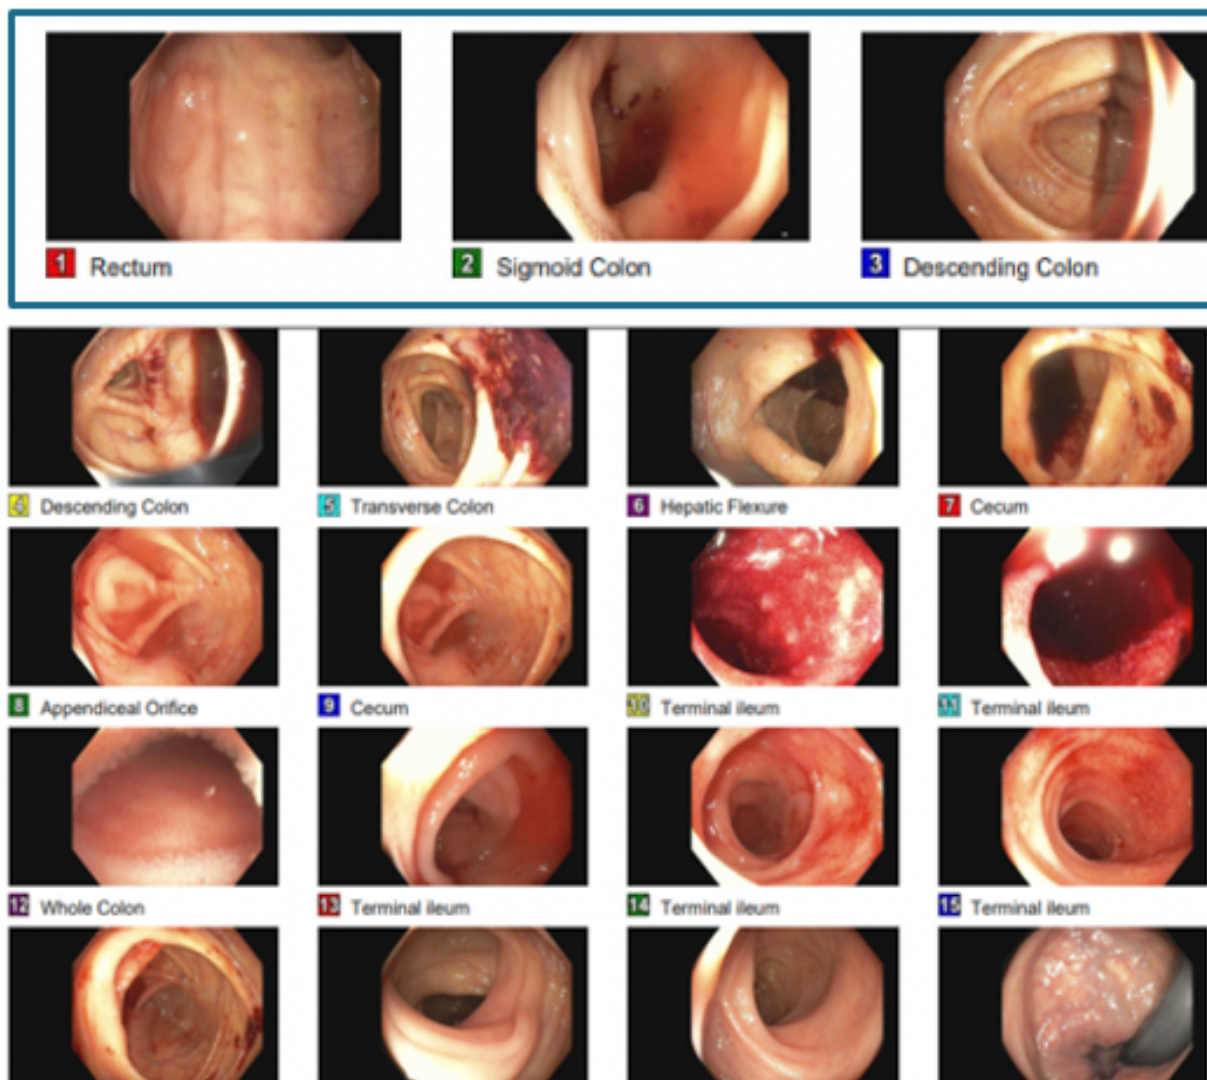 1 Rectum
2 Sigmoid Colon
3 Descending Colon
4 Descending Colon
5 Transverse Colon
6 Hepatic Flexure
7 Cecum
8 Appendiceal Orifice
9 Cecum
10 Terminal ileum
11 Terminal ileum
12 Whole Colon
13 Terminal ileum
14 Terminal ileum
15 Terminal ileum